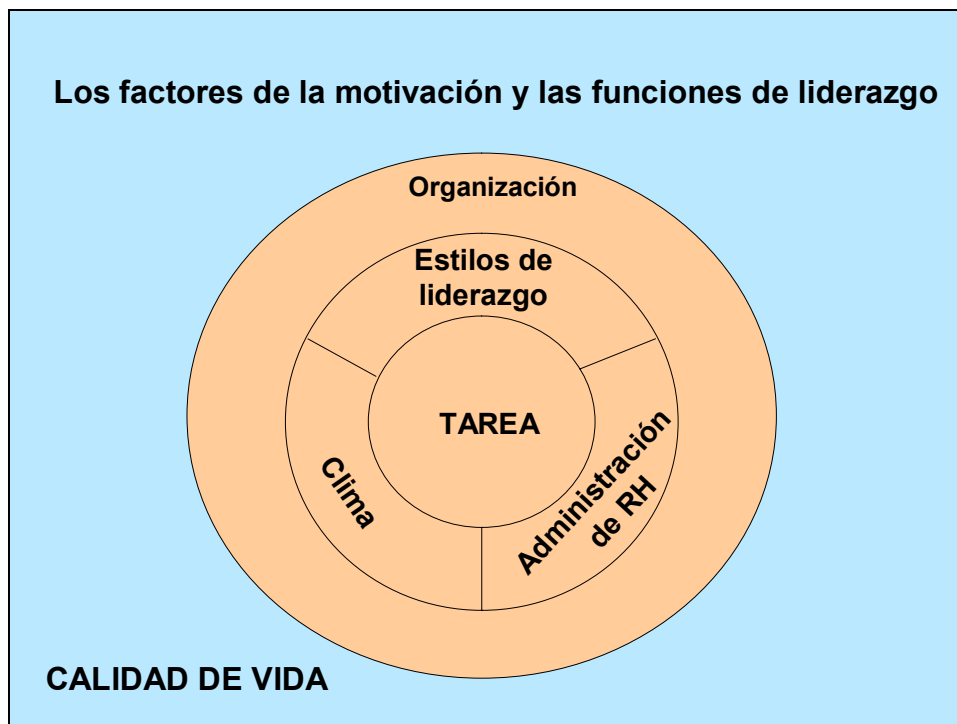 Los factores de la motivación y las funciones de liderazgo
Organización
Estilos de
liderazgo
TAREA
Clima
Administración
de RH
CALIDAD DE VIDA